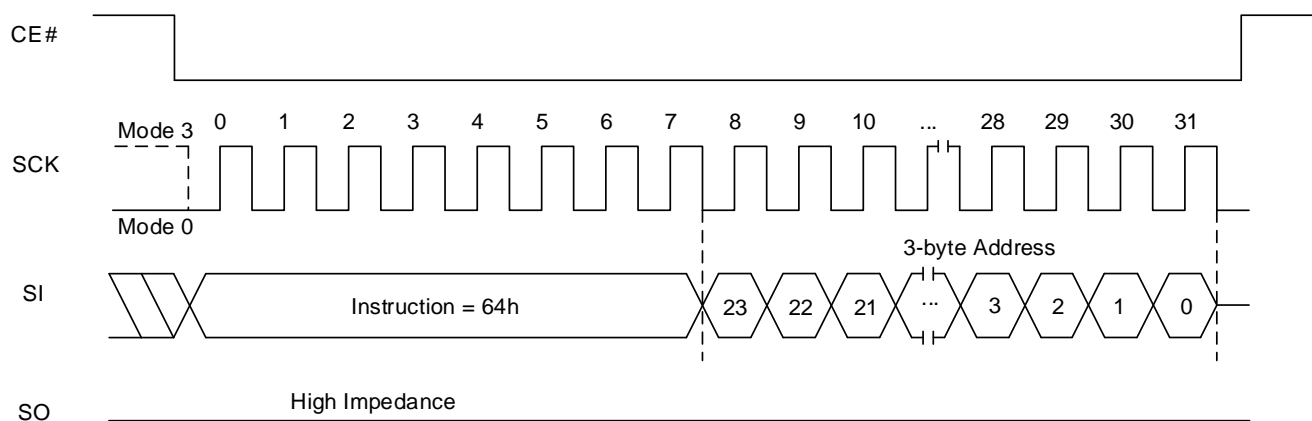 CE#
Mode 3 0 1 2 3 4 5 6 7 8 9 10 ... 28 29 30 31
SCK
Mode 0
3-byte Address
SI Instruction = 64h 23 22 21 ... 3 2 1 0
High Impedance
SO